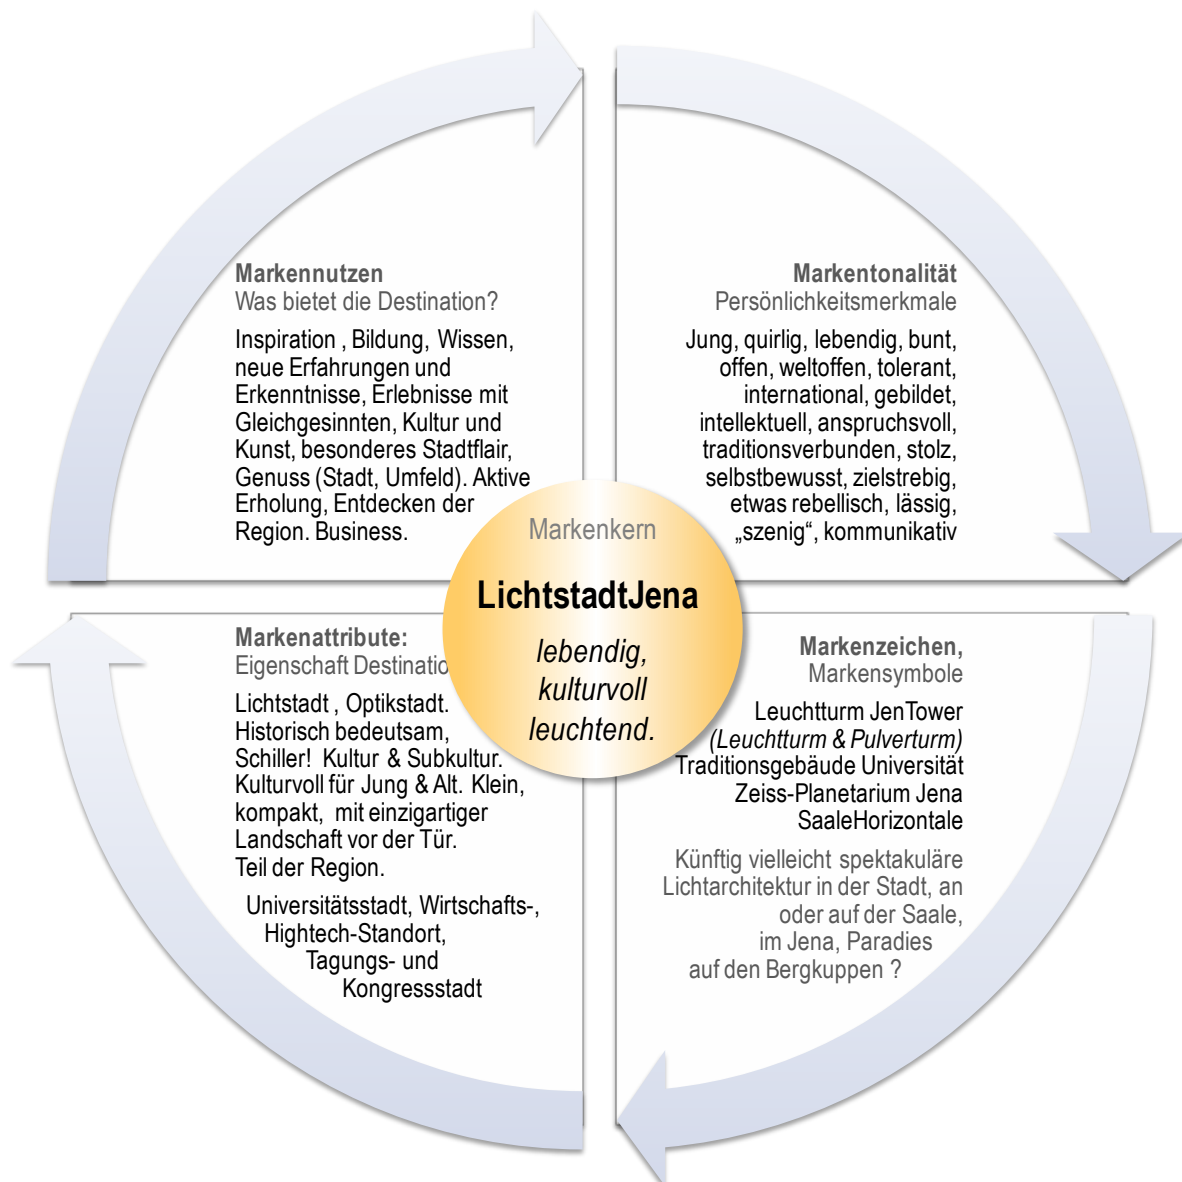 Markennutzen
Was bietet die Destination?
Inspiration , Bildung, Wissen,
neue Erfahrungen und
Erkenntnisse, Erlebnisse mit
Gleichgesinnten, Kultur und
Kunst, besonderes Stadtflair,
Genuss (Stadt, Umfeld). Aktive
Erholung, Entdecken der
Region. Business.
Markentonalität
Persönlichkeitsmerkmale
Jung, quirlig, lebendig, bunt,
offen, weltoffen, tolerant,
international, gebildet,
intellektuell, anspruchsvoll,
traditionsverbunden, stolz,
selbstbewusst, zielstrebig,
etwas rebellisch, lässig,
„szenig“, kommunikativ
Markenkern
LichtstadtJena
lebendig,
kulturvoll
leuchtend.
Markenattribute:
Eigenschaft Destinatio
Lichtstadt , Optikstadt.
Historisch bedeutsam,
Schiller! Kultur & Subkultur.
Kulturvoll für Jung & Alt. Klein,
kompakt, mit einzigartiger
Landschaft vor der Tür.
Teil der Region.
Universitätsstadt, Wirtschafts-,
Hightech-Standort,
Tagungs- und
Kongressstadt
Markenzeichen,
Markensymbole
Leuchtturm JenTower
(Leuchtturm & Pulverturm)
Traditionsgebäude Universität
Zeiss-Planetarium Jena
SaaleHorizontale
Künftig vielleicht spektakuläre
Lichtarchitektur in der Stadt, an
oder auf der Saale,
im Jena, Paradies
auf den Bergkuppen ?